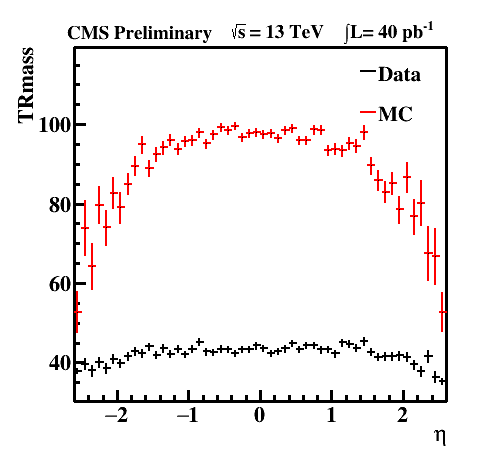 CMS Preliminary √s = 13 TeV ∫L= 40 pb⁻¹
TRmass
Data
MC
100
80
60
40
−2 −1 0 1 2
η